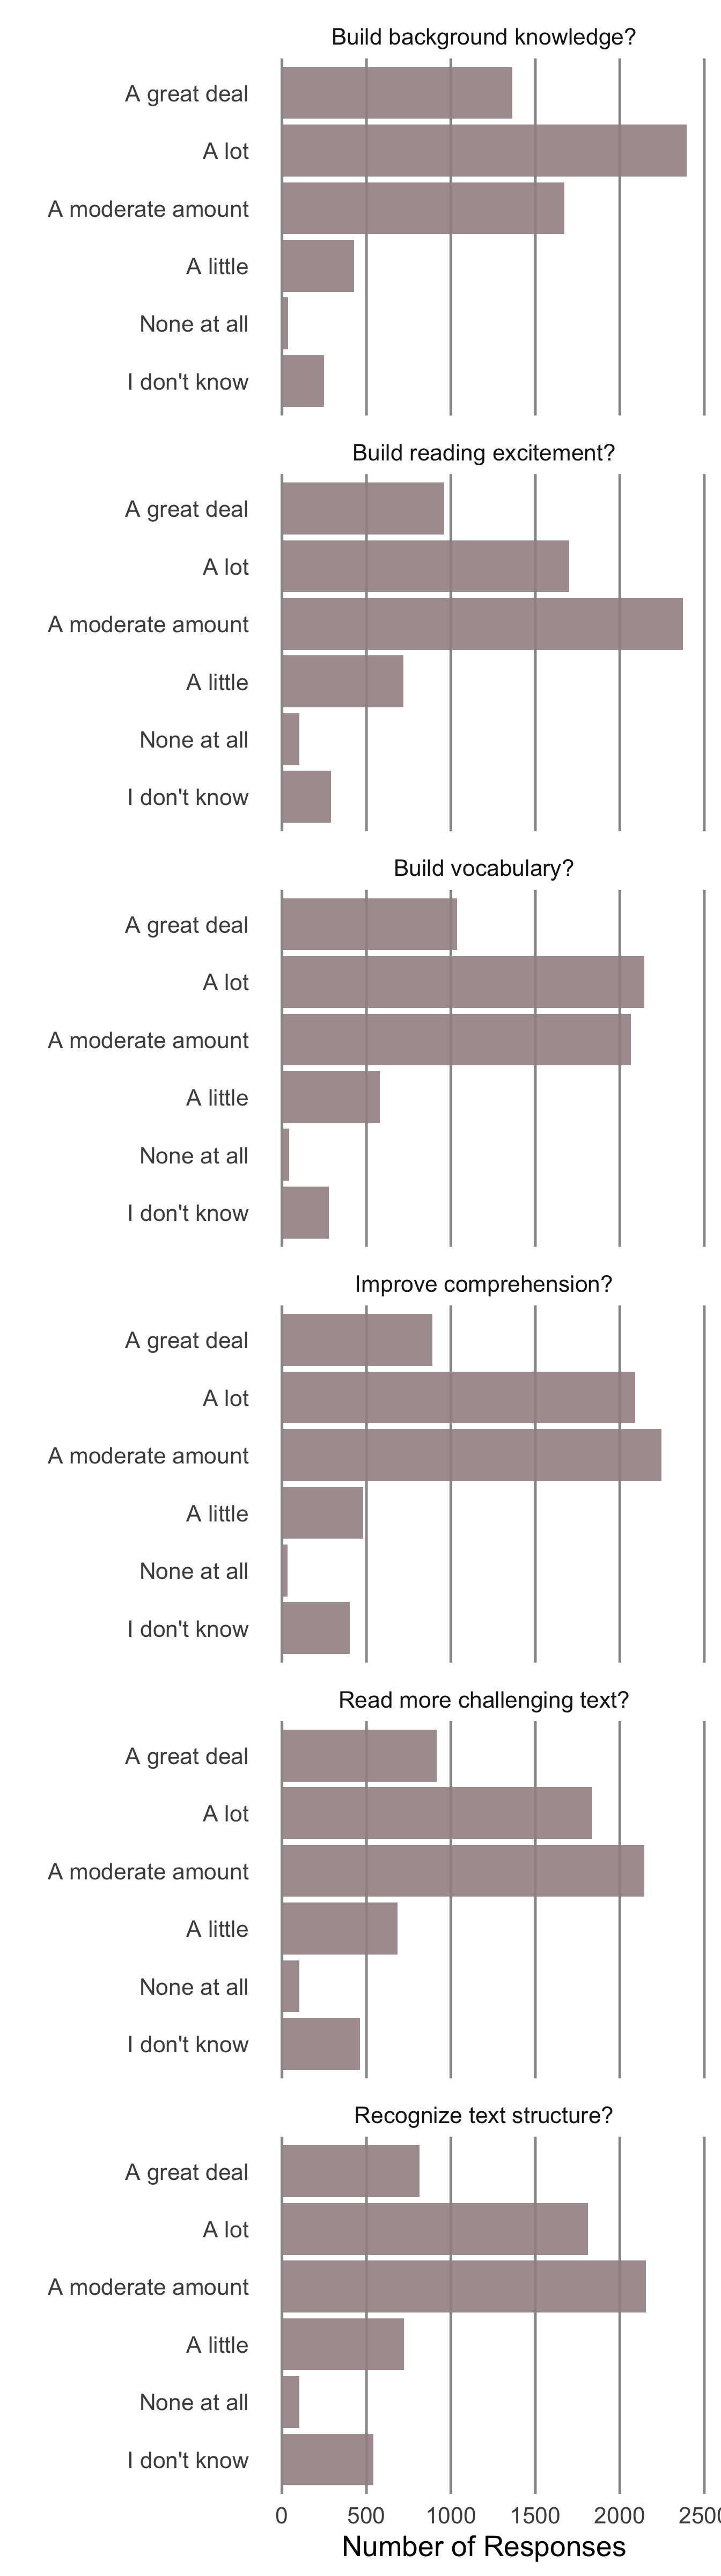 Build background knowledge?
A great deal
A lot
A moderate amount
A little
None at all
I don't know
Build reading excitement?
A great deal
A lot
A moderate amount
A little
None at all
I don't know
Build vocabulary?
A great deal
A lot
A moderate amount
A little
None at all
I don't know
Improve comprehension?
A great deal
A lot
A moderate amount
A little
None at all
I don't know
Read more challenging text?
A great deal
A lot
A moderate amount
A little
None at all
I don't know
Recognize text structure?
A great deal
A lot
A moderate amount
A little
None at all
I don't know
0 500 1000 1500 2000 2500
Number of Responses